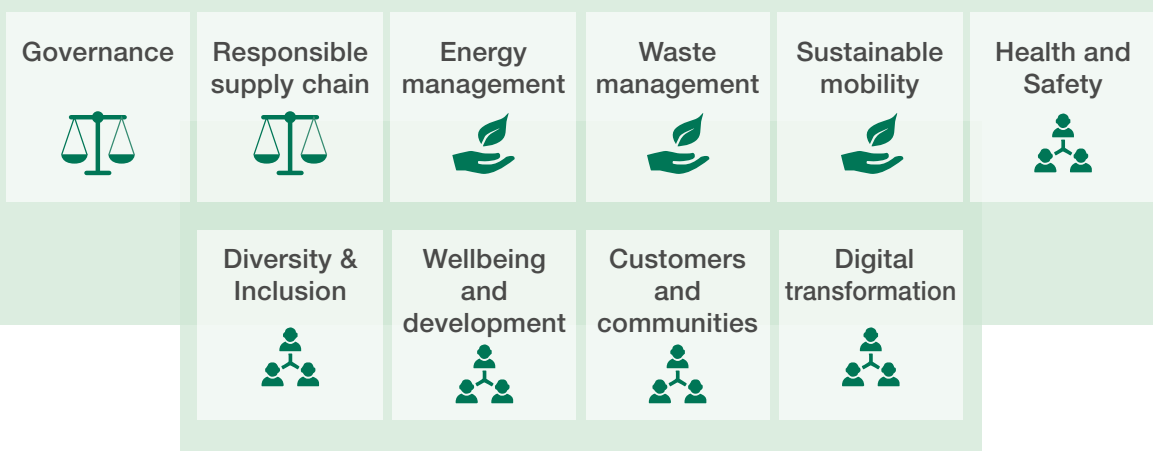 Governance
Responsible
supply chain
Energy
management
Waste
management
Sustainable
mobility
Health and
Safety
Diversity &
Inclusion
Wellbeing
and
development
Customers
and
communities
Digital
transformation